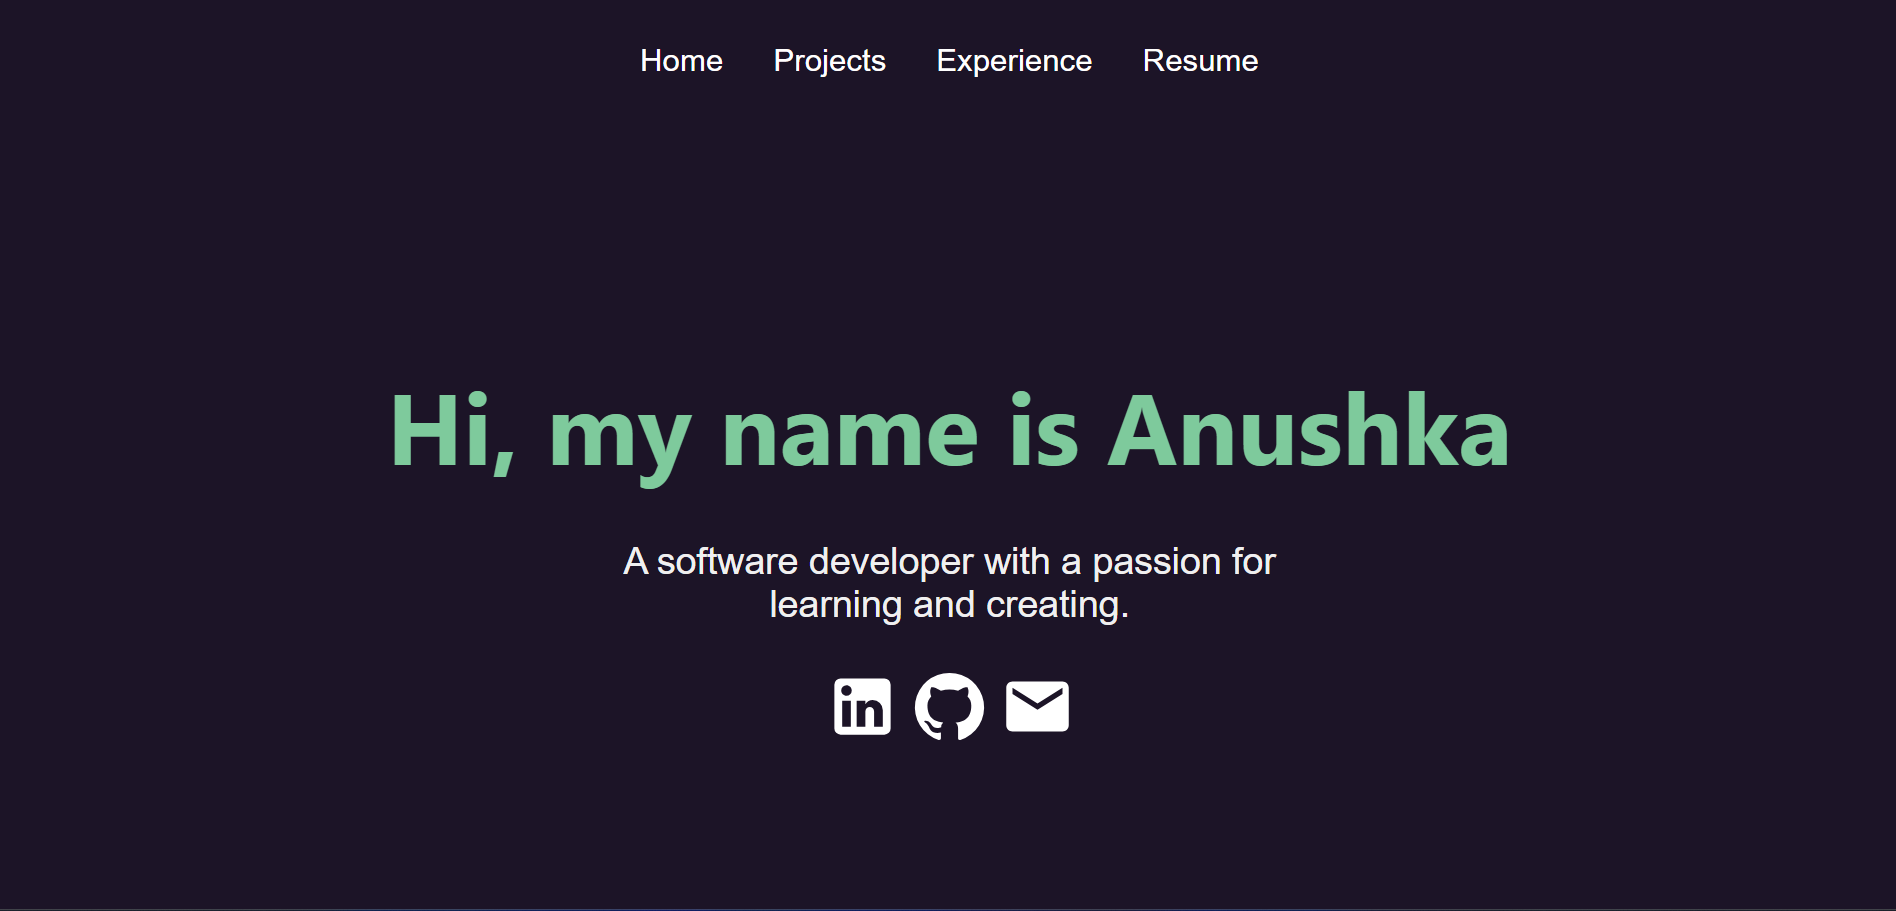 Home Projects Experience Resume
Hi, my name is Anushka
A software developer with a passion for
learning and creating.
in